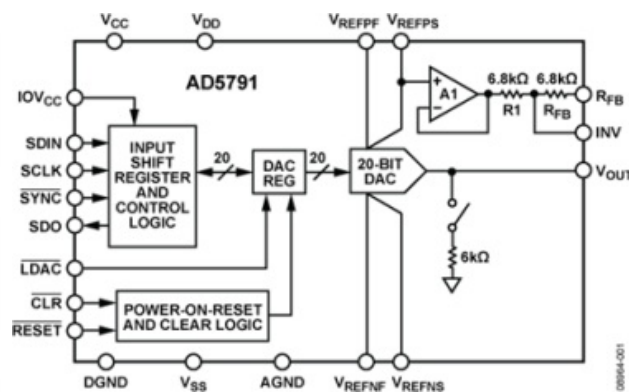 VCC
VDD
VREFPF
VREFPS
AD5791
IOVCC
SDIN
SCLK
SYNC
SDO
LDAC
CLR
RESET
INPUT
SHIFT
REGISTER
AND
CONTROL
LOGIC
20
DAC
REG
20
20-BIT
DAC
A1
+
−
6.8kΩ
R1
6.8kΩ
RFB
RFB
INV
VOUT
6kΩ
POWER-ON-RESET
AND CLEAR LOGIC
DGND
VSS
AGND
VREFNF
VREFNS
08964-001